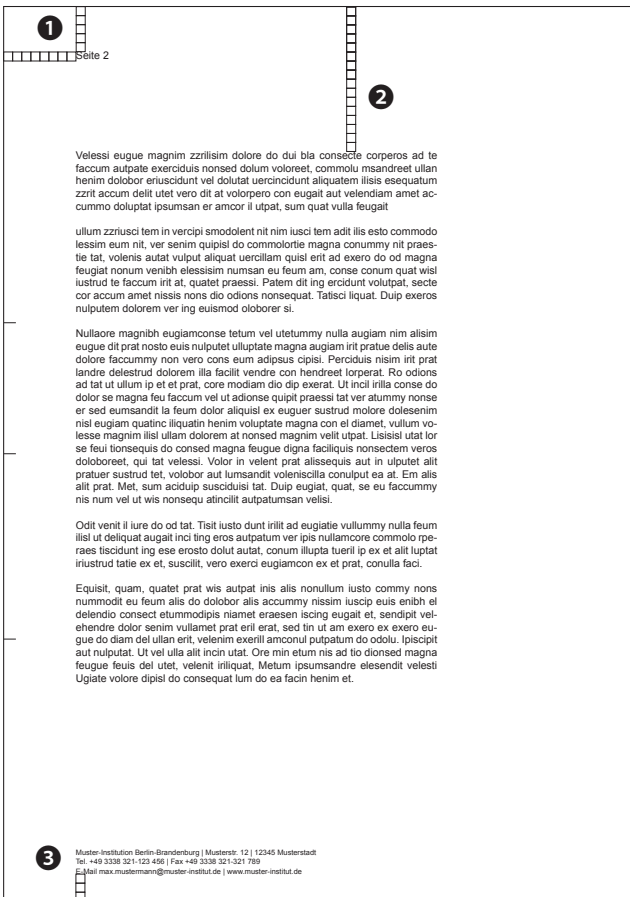 1
Seite 2
2
Velessi eugue magnim zzrilisim dolore do dui bla consecte corperos ad te
faccum autpate exerciduis nonsed dolum voloreet, commolu msandreet ullan
henim dolobor eriuscidunt vel dolutat uercincidunt aliquatem ilisis esequatum
zzrit accum delit utet vero dit at volorpero con eugait aut velendiam amet ac-
cummo doluptat ipsumsan er amcor il utpat, sum quat vulla feugait
ullum zzriusci tem in vercipi smodolent nit nim iusci tem adit ilis esto commodo
lessim eum nit, ver senim quipisl do commolortie magna conummy nit praes-
tie tat, volenis autat vulput aliquat uercillam quisl erit ad exero do od magna
feugiat nonum venibh elessisim numsan eu feum am, conse conum quat wisl
iustrud te faccum irit at, quatet praessi. Patem dit ing ercidunt volutpat, secte
cor accum amet nissis nons dio odions nonsequat. Tatisci liquat. Duip exeros
nulputem dolorem ver ing euismod oloborer si.
Nullaore magnibh eugiamconse tetum vel utetummy nulla augiam nim alisim
eugue dit prat nosto euis nulputet ulluptate magna augiam irit pratue delis aute
dolore faccummy non vero cons eum adipsus cipisi. Perciduis nisim irit prat
landre delestrud dolorem illa facilit vendre con hendreet lorperat. Ro odions
ad tat ut ullum ip et et prat, core modiam dio dip exerat. Ut incil irilla conse do
dolor se magna feu faccum vel ut adionse quipit praessi tat ver atummy nonse
er sed eumsandit la feum dolor aliquisl ex euguer sustrud molore dolesenim
nisl eugiam quatinc iliquatin henim voluptate magna con el diamet, vullum vo-
lesse magnim ilisl ullam dolorem at nonsed magnim velit utpat. Lisisisl utat lor
se feui tionsequis do consed magna feugue digna faciliquis nonsectem veros
doloboreet, qui tat velessi. Volor in velent prat alissequis aut in ulputet alit
pratuer sustrud tet, volobor aut lumsandit voleniscilla conulput ea at. Em alis
alit prat. Met, sum aciduip susciduisi tat. Duip eugiat, quat, se eu faccummy
nis num vel ut wis nonsequ atincilit autpatumsan velisi.
Odit venit il iure do od tat. Tisit iusto dunt irilit ad eugiatie vullummy nulla feum
ilisl ut deliquat augait inci ting eros autpatum ver ipis nullamcore commolo rpe-
raes tiscidunt ing ese erosto dolut autat, conum illupta tueril ip ex et alit luptat
iriustrud tatie ex et, suscilit, vero exerci eugiamcon ex et prat, conulla faci.
Equisit, quam, quatet prat wis autpat inis alis nonullum iusto commy nons
nummodit eu feum alis do dolobor alis accummy nissim iuscip euis enibh el
delendio consect etummodipis niamet eraesen iscing eugait et, sendipit vel-
ehendre dolor senim vullamet prat eril erat, sed tin ut am exero ex exero eu-
gue do diam del ullan erit, velenim exerill amconul putpatum do odolu. Ipiscipit
aut nulputat. Ut vel ulla alit incin utat. Ore min etum nis ad tio dionsed magna
feugue feuis del utet, velenit iriliquat, Metum ipsumsandre elesendit velesti
Ugiate volore dipisl do consequat lum do ea facin henim et.
3
Muster-Institution Berlin-Brandenburg | Musterstr. 12 | 12345 Musterstadt
Tel. +49 3338 321-123 456 | Fax +49 3338 321-321 789
E-Mail max.mustermann@muster-institut.de | www.muster-institut.de